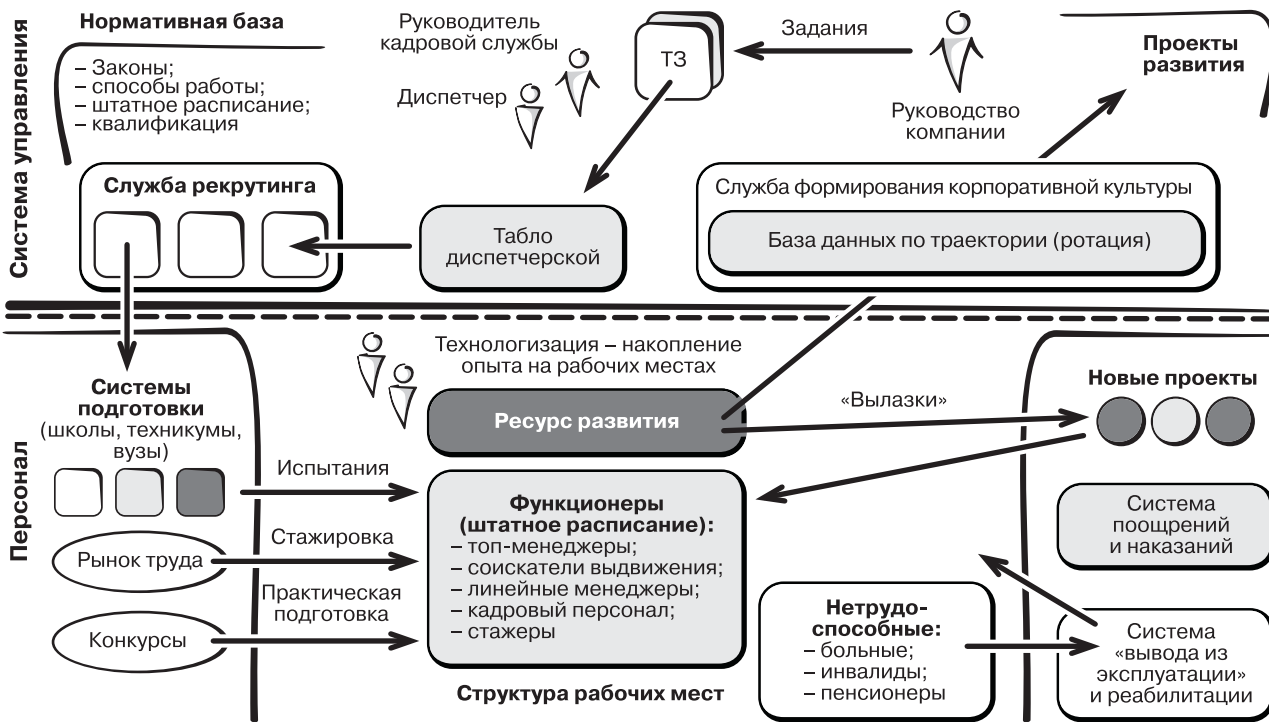 Система управления
Нормативная база
– Законы;
– способы работы;
– штатное расписание;
– квалификация
Руководитель
кадровой службы
Диспетчер
ТЗ
Задания
Руководство
компании
Проекты
развития
Служба рекрутинга
Табло
диспетчерской
Служба формирования корпоративной культуры
База данных по траектории (ротация)
Персонал
Системы
подготовки
(школы, техникумы,
вузы)
Рынок труда
Конкурсы
Испытания
Стажировка
Практическая
подготовка
Технологизация – накопление
опыта на рабочих местах
Ресурс развития
«Вылазки»
Функционеры
(штатное расписание):
– топ-менеджеры;
– соискатели выдвижения;
– линейные менеджеры;
– кадровый персонал;
– стажеры
Структура рабочих мест
Нетрудо-
способные:
– больные;
– инвалиды;
– пенсионеры
Новые проекты
Система
поощрений
и наказаний
Система
«вывода из
эксплуатации»
и реабилитации